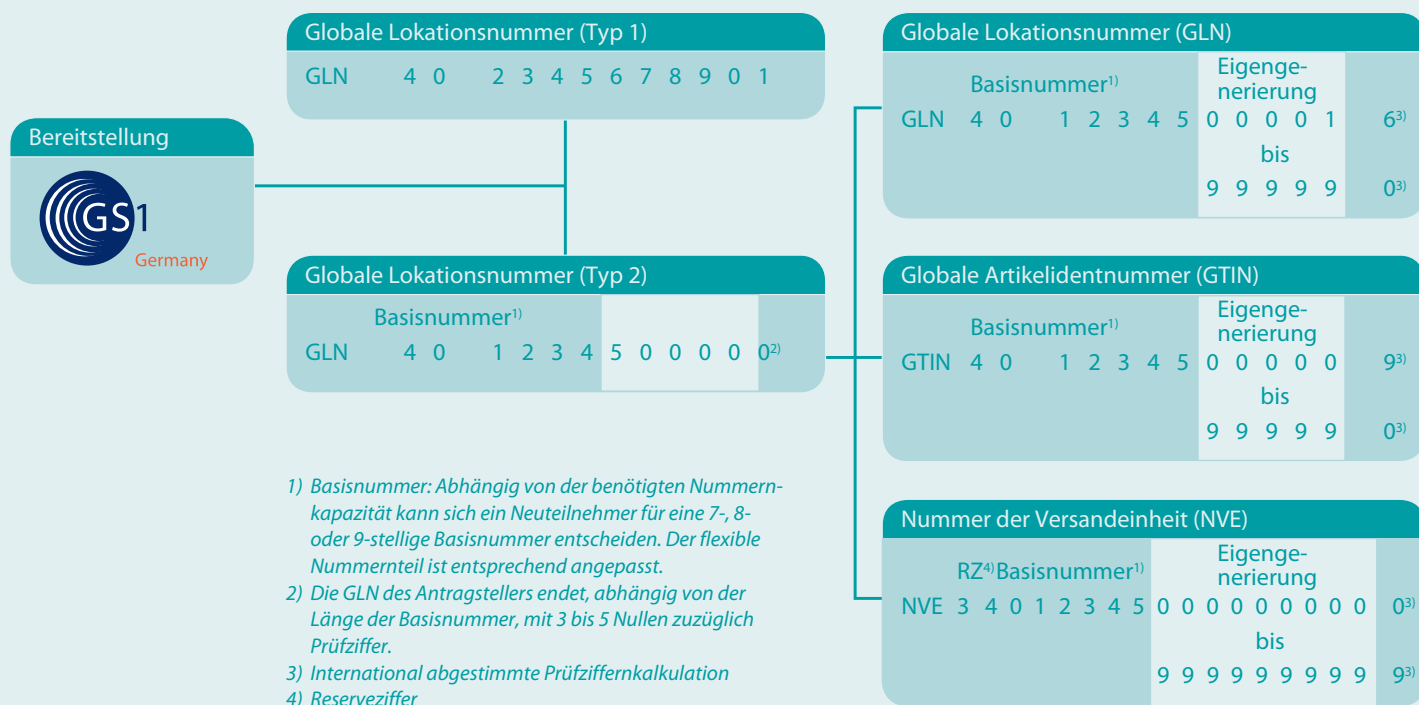 Bereitstellung
GS1
Germany
Globale Lokationsnummer (Typ 1)
GLN 4 0 2 3 4 5 6 7 8 9 0 1
Globale Lokationsnummer (Typ 2)
Basisnummer1)
GLN 4 0 1 2 3 4 5 0 0 0 0 0 2)
1) Basisnummer: Abhängig von der benötigten Nummern-
kapazität kann sich ein Neuteilnehmer für eine 7-, 8-
oder 9-stellige Basisnummer entscheiden. Der flexible
Nummernteil ist entsprechend angepasst.
2) Die GLN des Antragstellers endet, abhängig von der
Länge der Basisnummer, mit 3 bis 5 Nullen zuzüglich
Prüfziffer.
3) International abgestimmte Prüfziffernkalkulation
4) Reserveziffer
Globale Lokationsnummer (GLN)
Basisnummer1) Eigenge-
nerierung
GLN 4 0 1 2 3 4 5 0 0 0 0 1 6 3)
bis
9 9 9 9 9 0 3)
Globale Artikelidentnummer (GTIN)
Basisnummer1) Eigenge-
nerierung
GTIN 4 0 1 2 3 4 5 0 0 0 0 0 9 3)
bis
9 9 9 9 9 0 3)
Nummer der Versandeinheit (NVE)
RZ4) Basisnummer1) Eigenge-
nerierung
NVE 3 4 0 1 2 3 4 5 0 0 0 0 0 0 0 0 0 0 3)
bis
9 9 9 9 9 9 9 9 9 9 3)